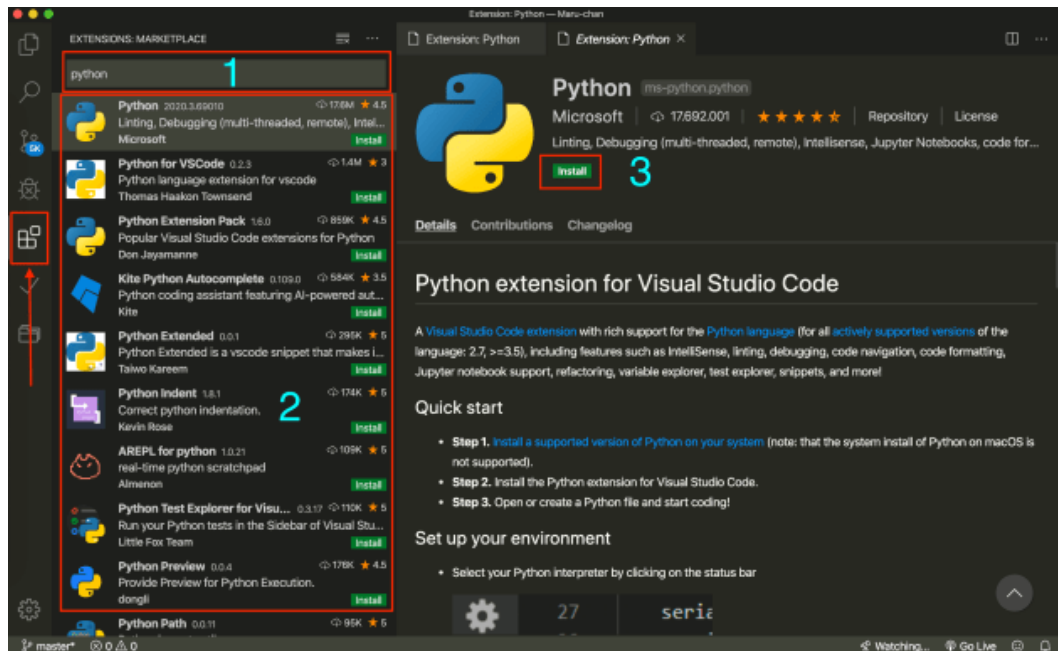 Extension: Python — Maru-chan
EXTENSIONS: MARKETPLACE
python
1
Python 2020.3.69010 17.6M ★ 4.5
Linting, Debugging (multi-threaded, remote), Intel...
Microsoft Install
Python for VSCode 0.2.3 1.4M ★ 3
Python language extension for vscode
Thomas Haakon Townsend Install
Python Extension Pack 1.6.0 859K ★ 4.5
Popular Visual Studio Code extensions for Python
Don Jayamanne Install
Kite Python Autocomplete 0.109.0 584K ★ 3.5
Python coding assistant featuring AI-powered aut...
Kite Install
Python Extended 0.0.1 295K ★ 5
Python Extended is a vscode snippet that makes i...
Taiwo Kareem Install
Python Indent 1.8.1 174K ★ 5
Correct python indentation.
2
Kevin Rose Install
AREPL for python 1.0.21 109K ★ 5
real-time python scratchpad
Almenon Install
Python Test Explorer for Visu... 0.3.17 110K ★ 5
Run your Python tests in the Sidebar of Visual Stu...
Little Fox Team Install
Python Preview 0.0.4 176K ★ 4.5
Provide Preview for Python Execution.
dongli Install
Python Path 0.0.11 95K ★ 5
Extension: Python
Extension: Python ×
Python ms-python.python
Microsoft 17.692.001 Repository License
Linting, Debugging (multi-threaded, remote), Intellisense, Jupyter Notebooks, code for...
Install 3
Details Contributions Changelog
Python extension for Visual Studio Code
A Visual Studio Code extension with rich support for the Python language (for all actively supported versions of the
language: 2.7, >=3.5), including features such as IntelliSense, linting, debugging, code navigation, code formatting,
Jupyter notebook support, refactoring, variable explorer, test explorer, snippets, and more!
Quick start
• Step 1. Install a supported version of Python on your system (note: that the system install of Python on macOS is
not supported).
• Step 2. Install the Python extension for Visual Studio Code.
• Step 3. Open or create a Python file and start coding!
Set up your environment
• Select your Python interpreter by clicking on the status bar
27 seria
5K
master* 0 0
Watching... Go Live